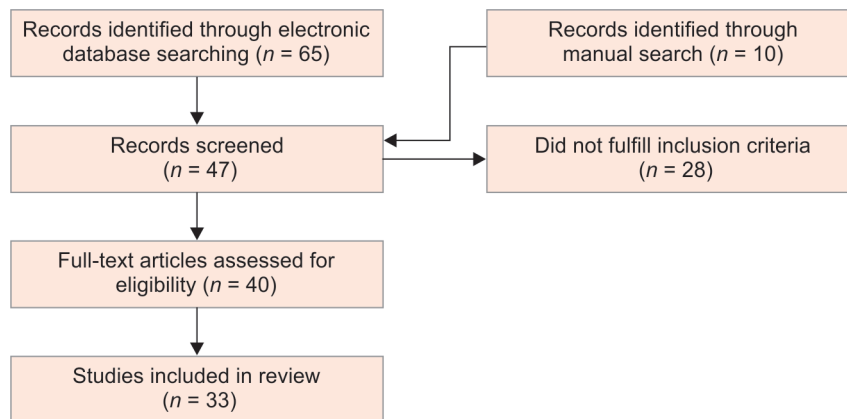 Records identified through electronic
database searching (n = 65)
Records identified through
manual search (n = 10)
Records screened
(n = 47)
Did not fulfill inclusion criteria
(n = 28)
Full-text articles assessed for
eligibility (n = 40)
Studies included in review
(n = 33)